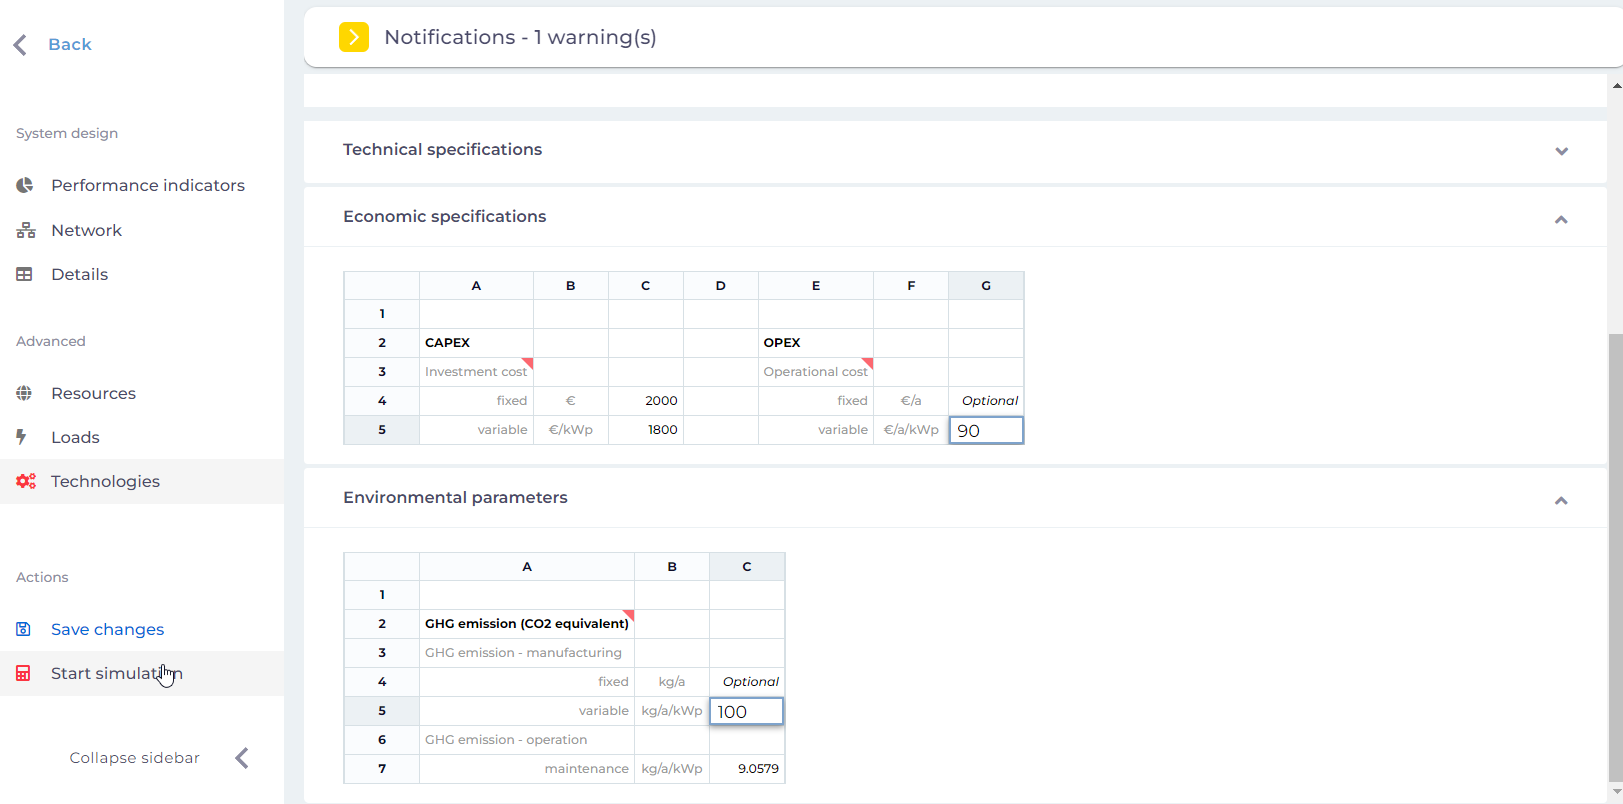 Back
Notifications - 1 warning(s)
System design
Performance indicators
Network
Details
Advanced
Resources
Loads
Technologies
Actions
Save changes
Start simulation
Collapse sidebar
Technical specifications
Economic specifications
A B C D E F G
1
2 CAPEX OPEX
3 Investment cost Operational cost
4 fixed € 2000 fixed €/a Optional
5 variable €/kWp 1800 variable €/a/kWp 90
Environmental parameters
A B C
1
2 GHG emission (CO2 equivalent)
3 GHG emission - manufacturing
4 fixed kg/a Optional
5 variable kg/a/kWp 100
6 GHG emission - operation
7 maintenance kg/a/kWp 9.0579